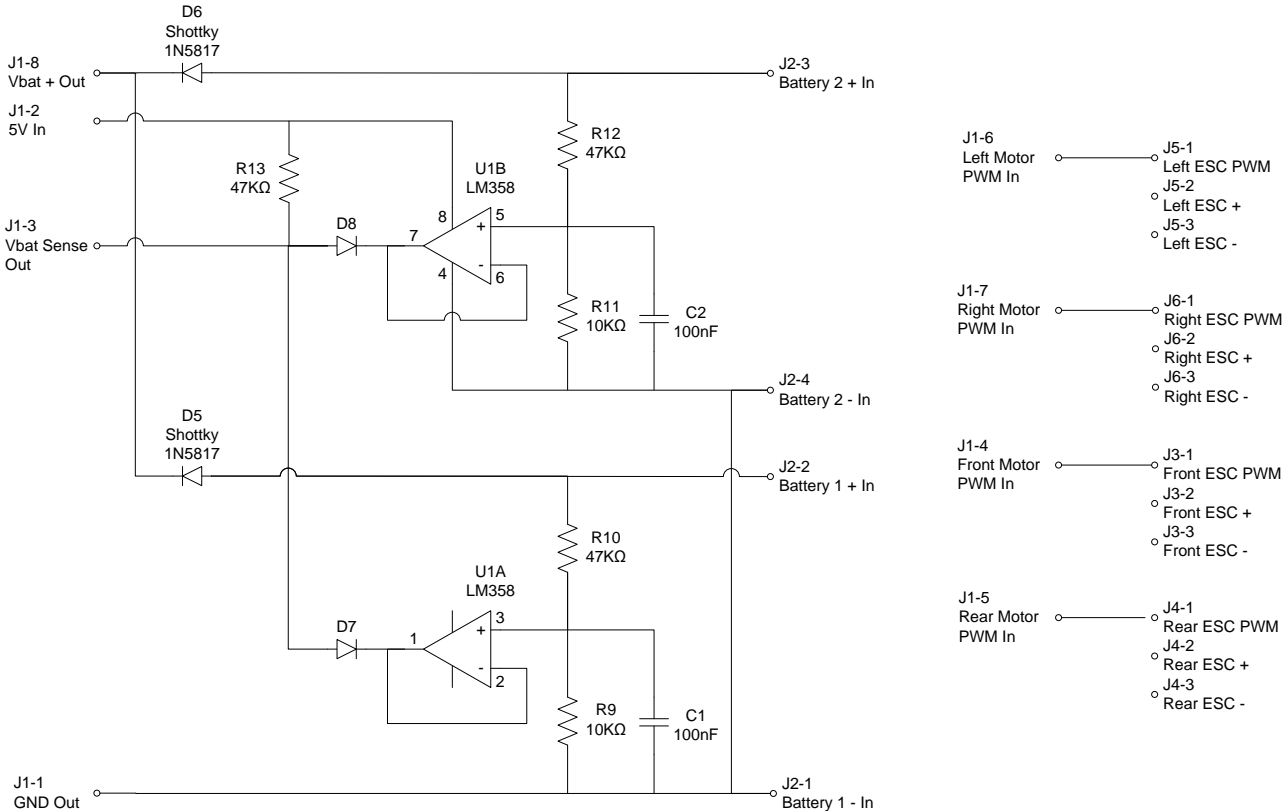 D6
Shottky
1N5817
J1-8
Vbat + Out
J2-3
Battery 2 + In
J1-2
5V In
R12
47KΩ
R13
47KΩ
U1B
LM358
8
5
+
D8
7
-
4
6
J1-3
Vbat Sense
Out
R11
10KΩ
C2
100nF
J2-4
Battery 2 - In
D5
Shottky
1N5817
J2-2
Battery 1 + In
R10
47KΩ
U1A
LM358
3
+
D7
1
-
2
R9
10KΩ
C1
100nF
J1-1
GND Out
J2-1
Battery 1 - In
J1-6
Left Motor
PWM In
J5-1
Left ESC PWM
J5-2
Left ESC +
J5-3
Left ESC -
J1-7
Right Motor
PWM In
J6-1
Right ESC PWM
J6-2
Right ESC +
J6-3
Right ESC -
J1-4
Front Motor
PWM In
J3-1
Front ESC PWM
J3-2
Front ESC +
J3-3
Front ESC -
J1-5
Rear Motor
PWM In
J4-1
Rear ESC PWM
J4-2
Rear ESC +
J4-3
Rear ESC -